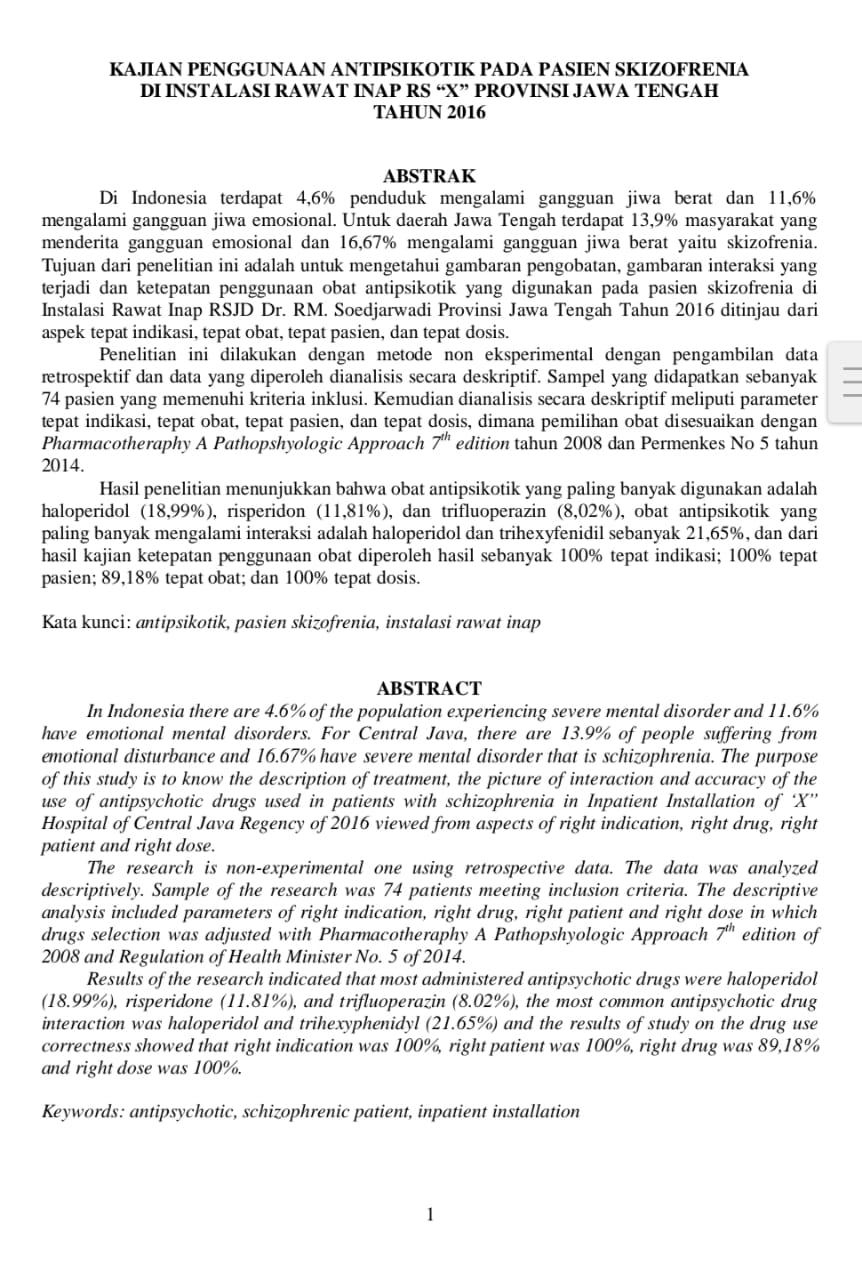 KAJIAN PENGGUNAAN ANTIPSIKOTIK PADA PASIEN SKIZOFRENIA
DI INSTALASI RAWAT INAP RS “X” PROVINSI JAWA TENGAH
TAHUN 2016
ABSTRAK
Di Indonesia terdapat 4,6% penduduk mengalami gangguan jiwa berat dan 11,6%
mengalami gangguan jiwa emosional. Untuk daerah Jawa Tengah terdapat 13,9% masyarakat yang
menderita gangguan emosional dan 16,67% mengalami gangguan jiwa berat yaitu skizofrenia.
Tujuan dari penelitian ini adalah untuk mengetahui gambaran pengobatan, gambaran interaksi yang
terjadi dan ketepatan penggunaan obat antipsikotik yang digunakan pada pasien skizofrenia di
Instalasi Rawat Inap RSJD Dr. RM. Soedjarwadi Provinsi Jawa Tengah Tahun 2016 ditinjau dari
aspek tepat indikasi, tepat obat, tepat pasien, dan tepat dosis.
Penelitian ini dilakukan dengan metode non eksperimental dengan pengambilan data
retrospektif dan data yang diperoleh dianalisis secara deskriptif. Sampel yang didapatkan sebanyak
74 pasien yang memenuhi kriteria inklusi. Kemudian dianalisis secara deskriptif meliputi parameter
tepat indikasi, tepat obat, tepat pasien, dan tepat dosis, dimana pemilihan obat disesuaikan dengan
Pharmacotheraphy A Pathopshyologic Approach 7th edition tahun 2008 dan Permenkes No 5 tahun
2014.
Hasil penelitian menunjukkan bahwa obat antipsikotik yang paling banyak digunakan adalah
haloperidol (18,99%), risperidon (11,81%), dan trifluoperazin (8,02%), obat antipsikotik yang
paling banyak mengalami interaksi adalah haloperidol dan trihexyfenidil sebanyak 21,65%, dan dari
hasil kajian ketepatan penggunaan obat diperoleh hasil sebanyak 100% tepat indikasi; 100% tepat
pasien; 89,18% tepat obat; dan 100% tepat dosis.
Kata kunci: antipsikotik, pasien skizofrenia, instalasi rawat inap
ABSTRACT
In Indonesia there are 4.6% of the population experiencing severe mental disorder and 11.6%
have emotional mental disorders. For Central Java, there are 13.9% of people suffering from
emotional disturbance and 16.67% have severe mental disorder that is schizophrenia. The purpose
of this study is to know the description of treatment, the picture of interaction and accuracy of the
use of antipsychotic drugs used in patients with schizophrenia in Inpatient Installation of ‘X”
Hospital of Central Java Regency of 2016 viewed from aspects of right indication, right drug, right
patient and right dose.
The research is non-experimental one using retrospective data. The data was analyzed
descriptively. Sample of the research was 74 patients meeting inclusion criteria. The descriptive
analysis included parameters of right indication, right drug, right patient and right dose in which
drugs selection was adjusted with Pharmacotheraphy A Pathopshyologic Approach 7th edition of
2008 and Regulation of Health Minister No. 5 of 2014.
Results of the research indicated that most administered antipsychotic drugs were haloperidol
(18.99%), risperidone (11.81%), and trifluoperazin (8.02%), the most common antipsychotic drug
interaction was haloperidol and trihexyphenidyl (21.65%) and the results of study on the drug use
correctness showed that right indication was 100%, right patient was 100%, right drug was 89,18%
and right dose was 100%.
Keywords: antipsychotic, schizophrenic patient, inpatient installation
1